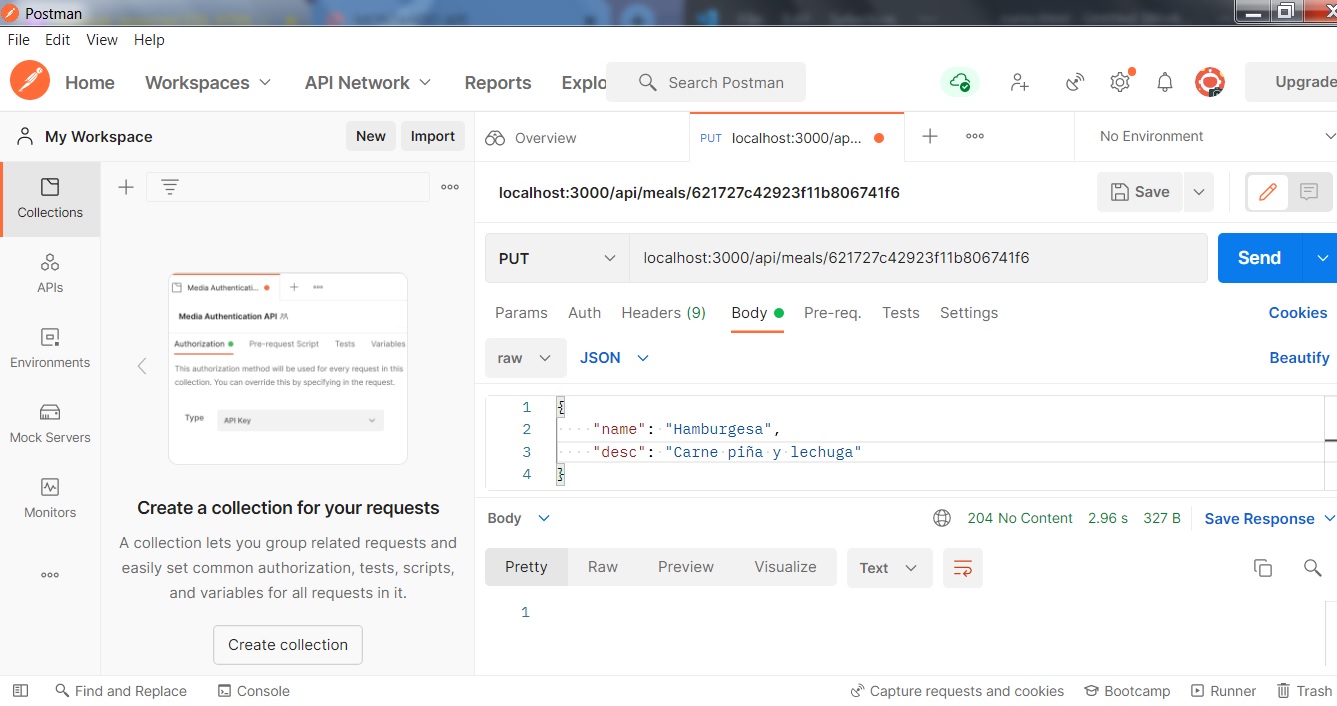 Postman
File Edit View Help
Home Workspaces API Network Reports Explo Search Postman Upgrade
My Workspace New Import
Overview PUT localhost:3000/ap... No Environment
Collections
APIs
Environments
Mock Servers
Monitors
Media Authenticati...
Media Authentication API
Authorization Pre-request Script Tests Variables
This authorization method will be used for every request in this
collection. You can override this by specifying in the request.
Type API Key
Create a collection for your requests
A collection lets you group related requests and
easily set common authorization, tests, scripts,
and variables for all requests in it.
Create collection
localhost:3000/api/meals/621727c42923f11b806741f6 Save
PUT localhost:3000/api/meals/621727c42923f11b806741f6 Send
Params Auth Headers (9) Body Pre-req. Tests Settings Cookies
raw JSON Beautify
1 {
2 "name": "Hamburgesa",
3 "desc": "Carne piña y lechuga"
4 }
Body 204 No Content 2.96 s 327 B Save Response
Pretty Raw Preview Visualize Text
1
Find and Replace Console Capture requests and cookies Bootcamp Runner Trash